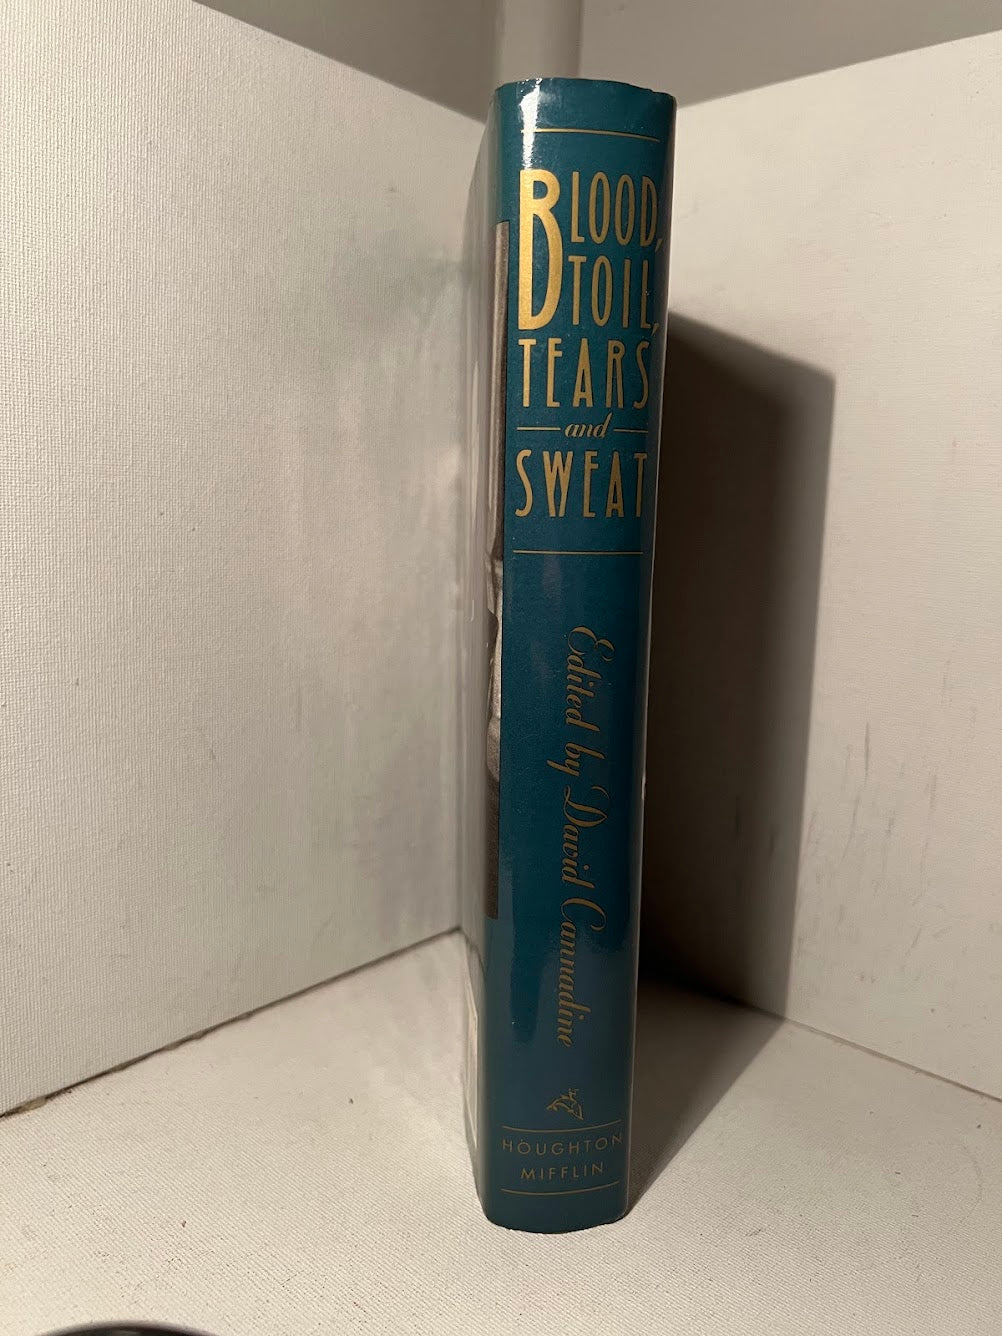 BLOOD,
TOIL,
TEARS
and
SWEAT
Edited by David Cannadine
HOUGHTON
MIFFLIN